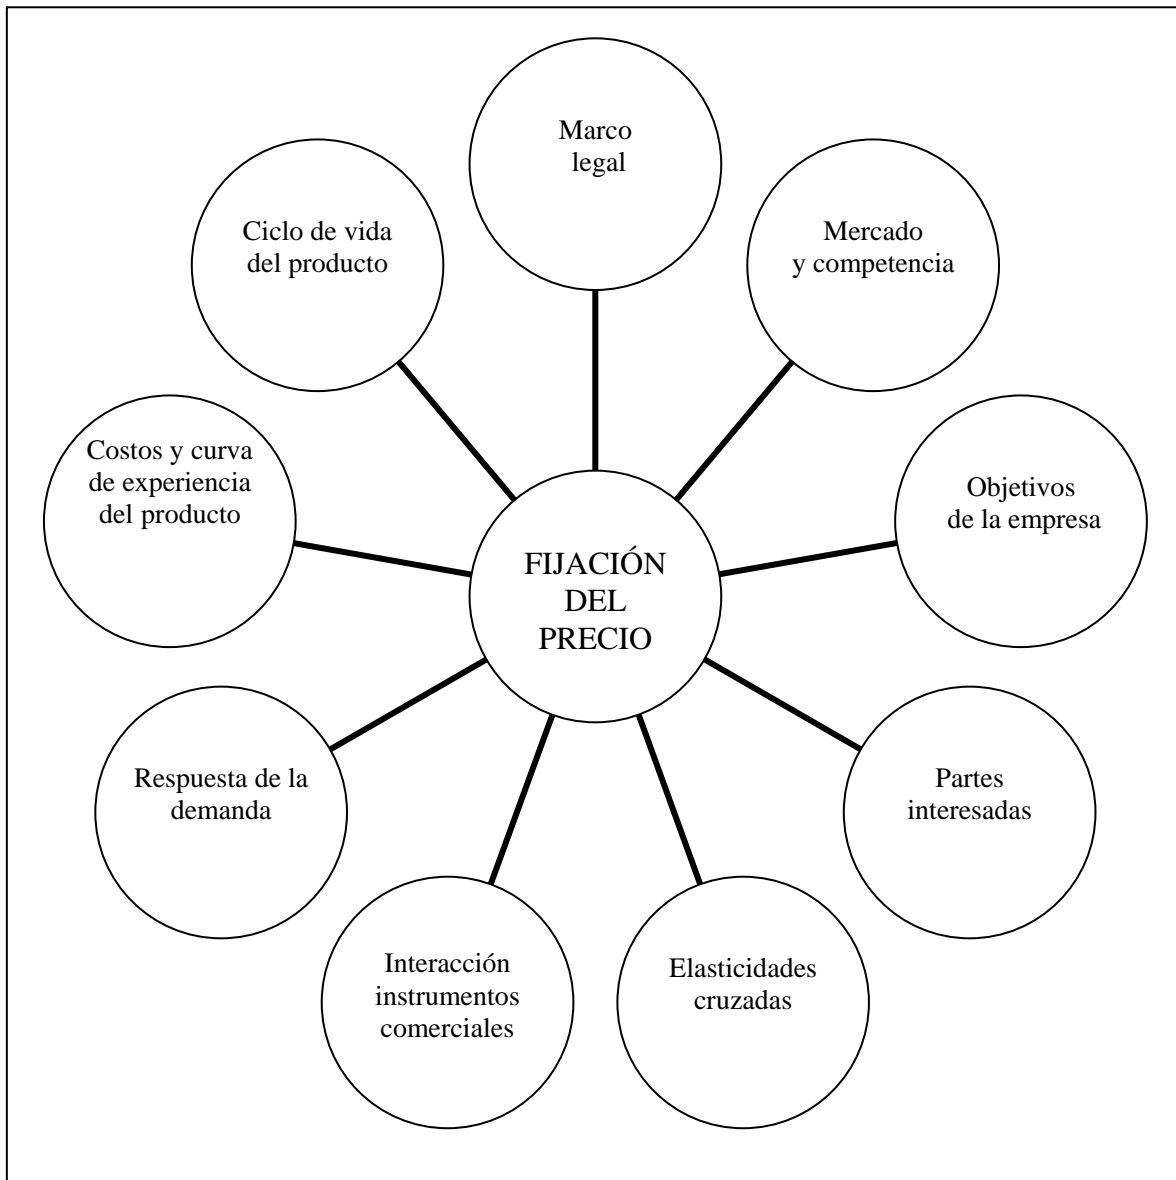 Marco
legal
Mercado
y competencia
Objetivos
de la empresa
Partes
interesadas
Elasticidades
cruzadas
Interacción
instrumentos
comerciales
Respuesta de la
demanda
Costos y curva
de experiencia
del producto
Ciclo de vida
del producto
FIJACIÓN
DEL
PRECIO